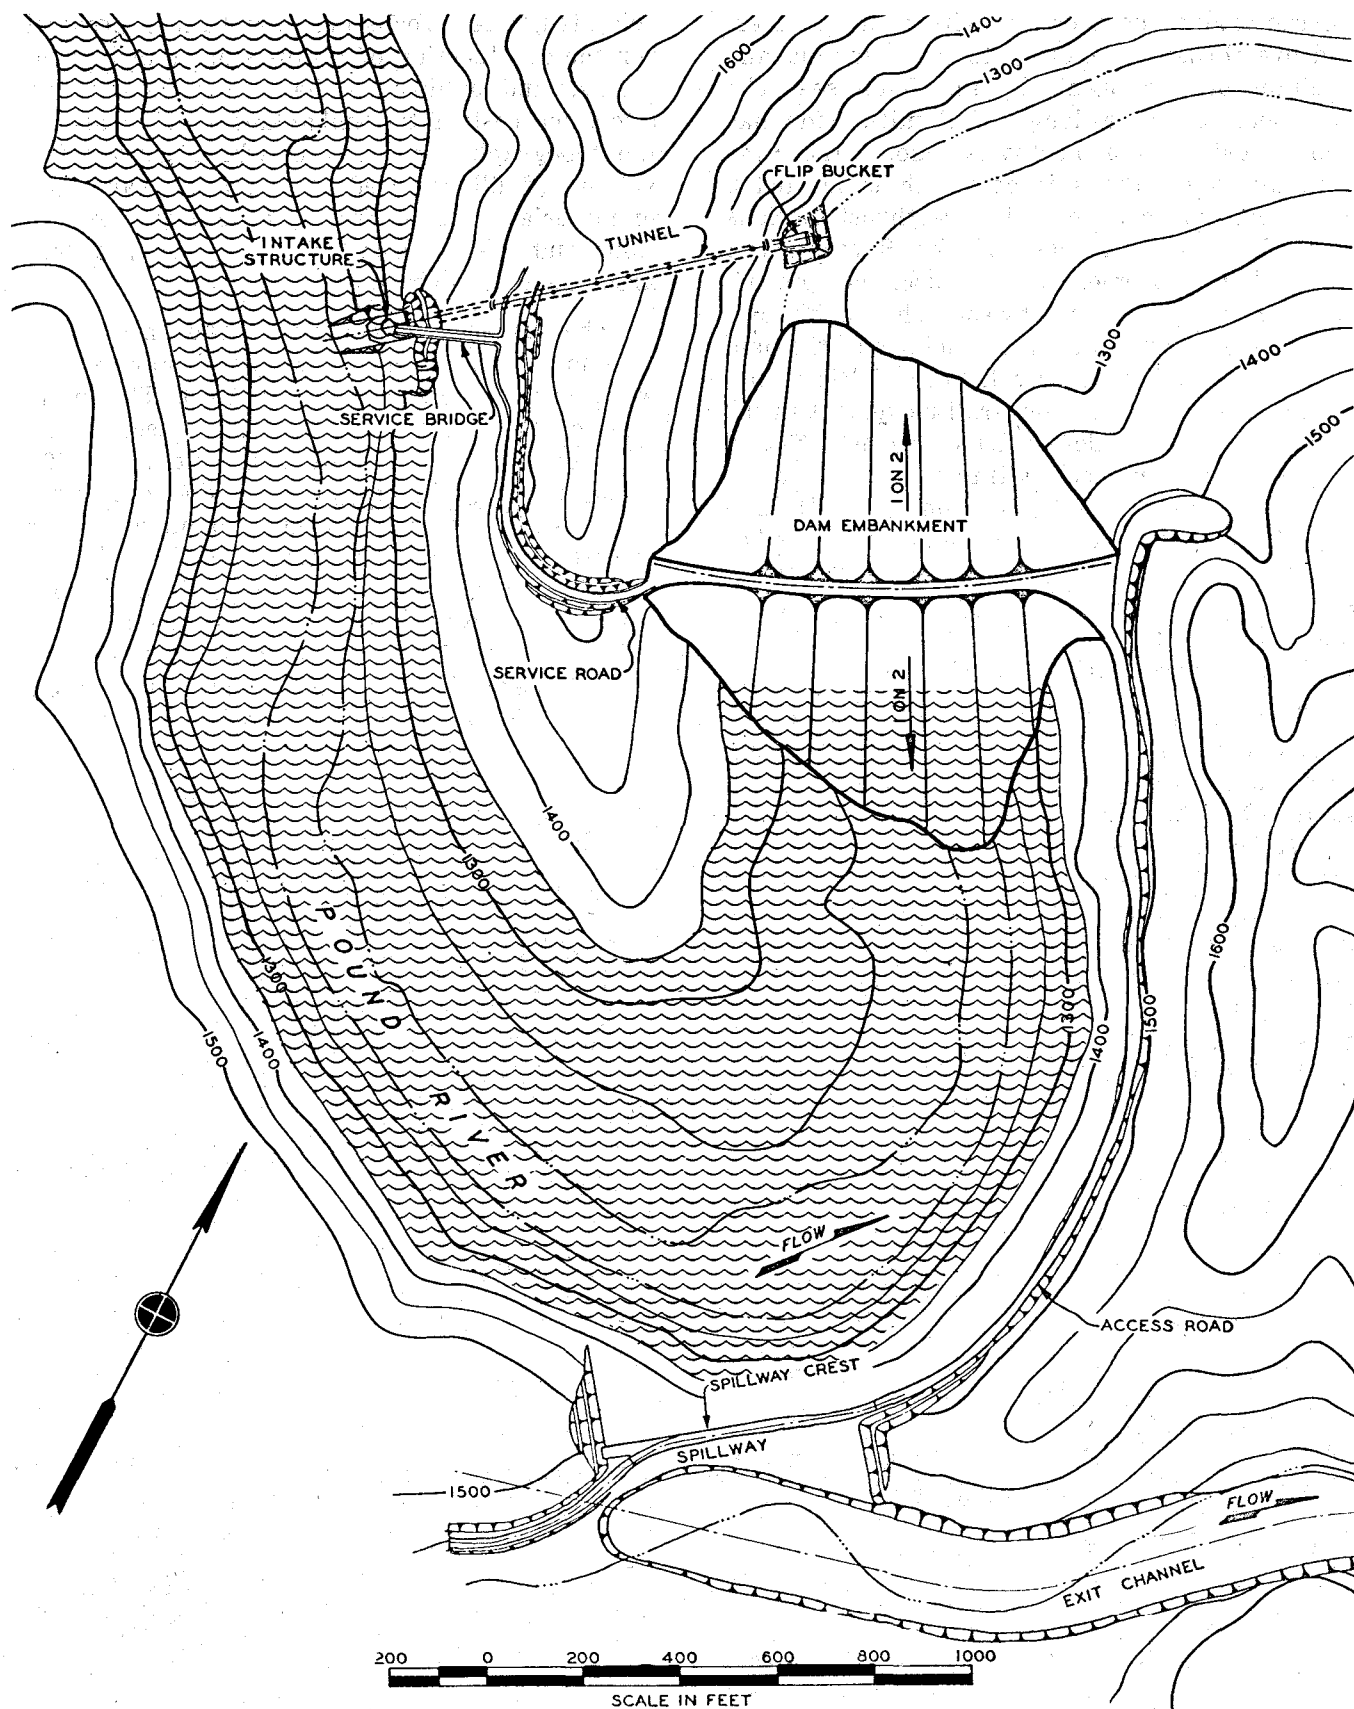 1600
1400
1300
FLIP BUCKET
INTAKE
STRUCTURE
TUNNEL
SERVICE BRIDGE
1300
1400
1500
1 ON 2
DAM EMBANKMENT
SERVICE ROAD
ON 2
1400
1300
POUND RIVER
1300
1500
1400
1300
1400
1500
1600
FLOW
ACCESS ROAD
SPILLWAY CREST
SPILLWAY
1500
FLOW
EXIT CHANNEL
200 0 200 400 600 800 1000
SCALE IN FEET